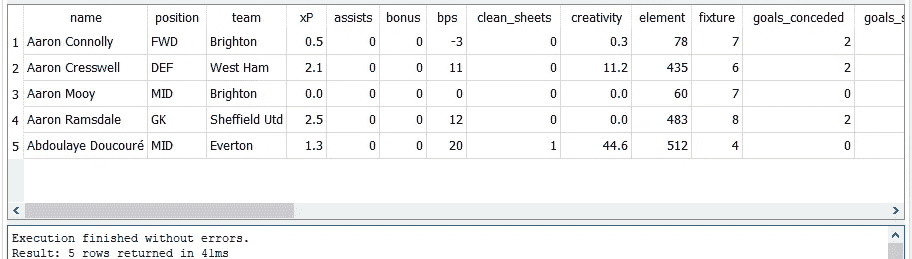 name position team xP assists bonus bps clean_sheets creativity element fixture goals_conceded goals_s
1 Aaron Connolly FWD Brighton 0.5 0 0 -3 0 0.3 78 7 2
2 Aaron Cresswell DEF West Ham 2.1 0 0 11 0 11.2 435 6 2
3 Aaron Mooy MID Brighton 0.0 0 0 0 0 0.0 60 7 0
4 Aaron Ramsdale GK Sheffield Utd 2.5 0 0 12 0 0.0 483 8 2
5 Abdoulaye Doucouré MID Everton 1.3 0 0 20 1 44.6 512 4 0
Execution finished without errors.
Result: 5 rows returned in 41ms